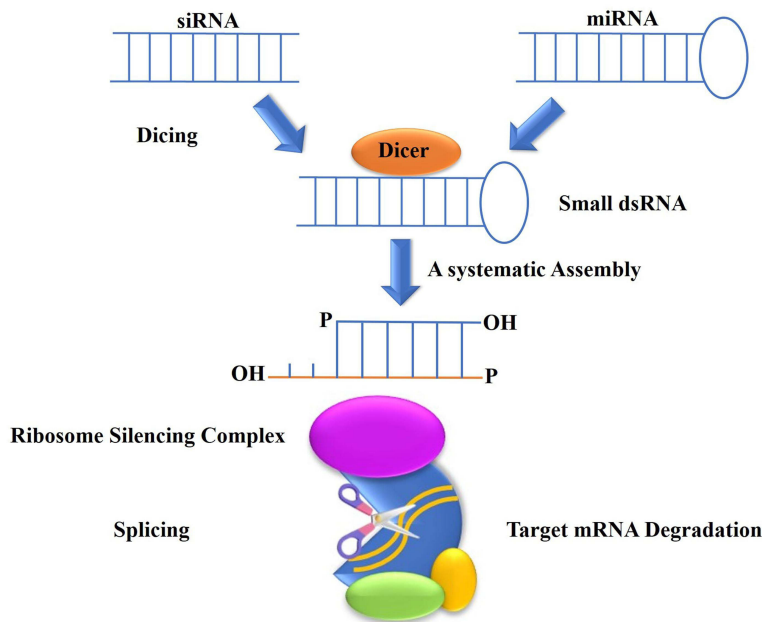 siRNA
miRNA
Dicing
Dicer
Small dsRNA
A systematic Assembly
P
OH
OH
P
Ribosome Silencing Complex
Splicing
Target mRNA Degradation